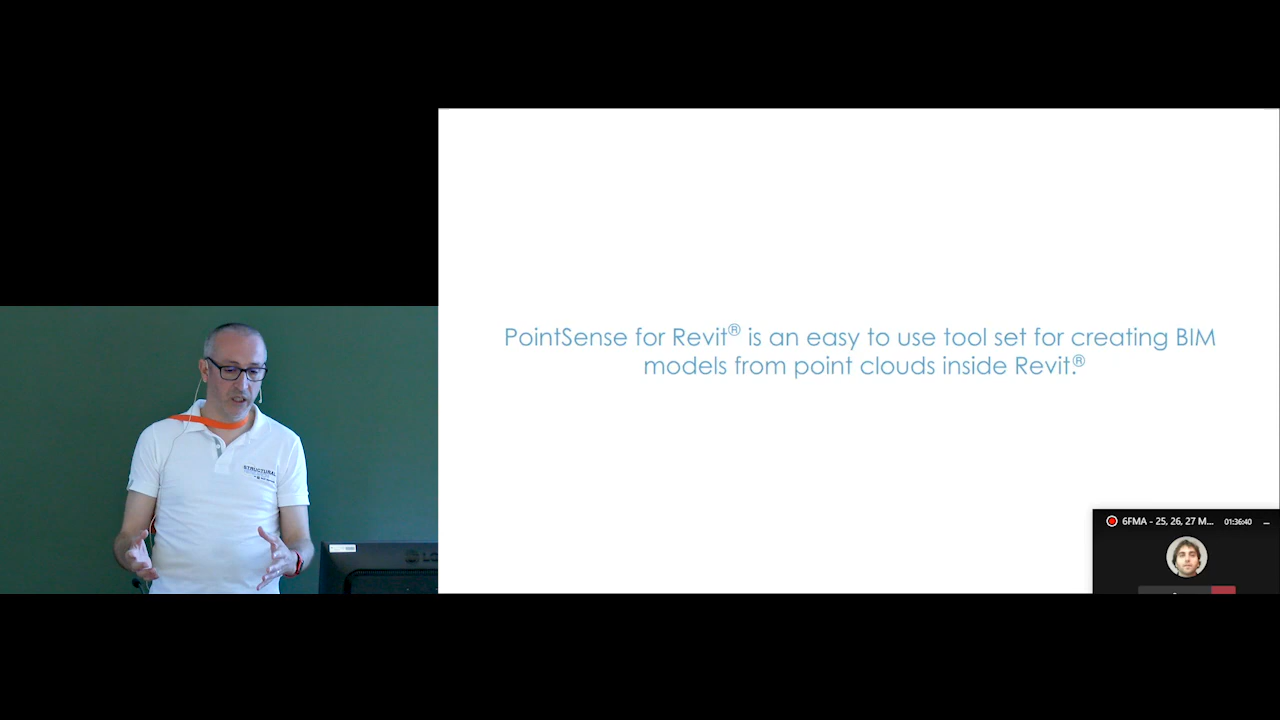 PointSense for Revit® is an easy to use tool set for creating BIM
models from point clouds inside Revit.®
STRUCTURAL
6FMA - 25, 26, 27 M...
01:36:40